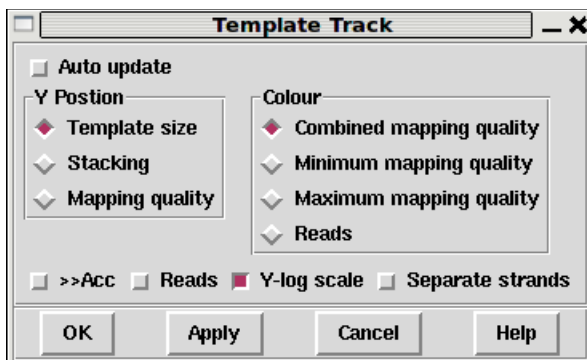 Template Track
Auto update
Y Postion
Template size
Stacking
Mapping quality
Colour
Combined mapping quality
Minimum mapping quality
Maximum mapping quality
Reads
>>Acc Reads Y-log scale Separate strands
OK Apply Cancel Help